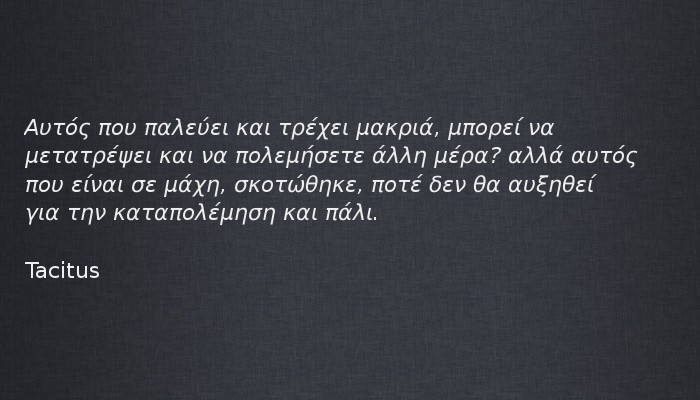 Αυτός που παλεύει και τρέχει μακριά, μπορεί να
μετατρέψει και να πολεμήσετε άλλη μέρα? αλλά αυτός
που είναι σε μάχη, σκοτώθηκε, ποτέ δεν θα αυξηθεί
για την καταπολέμηση και πάλι.
Tacitus